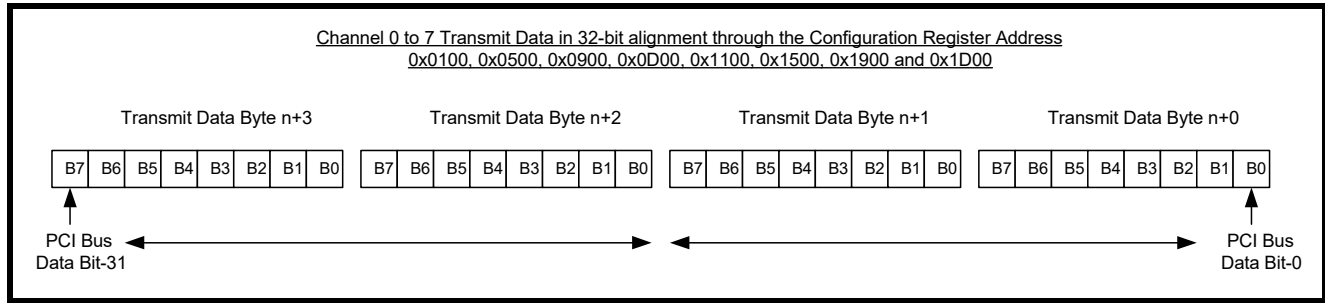 Channel 0 to 7 Transmit Data in 32-bit alignment through the Configuration Register Address
0x0100, 0x0500, 0x0900, 0x0D00, 0x1100, 0x1500, 0x1900 and 0x1D00
Transmit Data Byte n+3 Transmit Data Byte n+2 Transmit Data Byte n+1 Transmit Data Byte n+0
B7 B6 B5 B4 B3 B2 B1 B0 B7 B6 B5 B4 B3 B2 B1 B0 B7 B6 B5 B4 B3 B2 B1 B0 B7 B6 B5 B4 B3 B2 B1 B0
PCI Bus PCI Bus
Data Bit-31 Data Bit-0